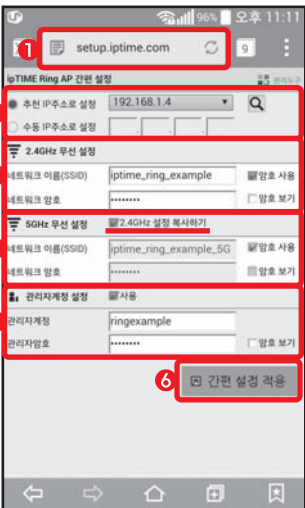 96% 오후 11:11
1 setup.iptime.com 9
ipTIME Ring AP 간편 설정 관리도구
추천 IP주소로 설정 192.168.1.4
수동 IP주소로 설정 . . .
2.4GHz 무선 설정
네트워크 이름(SSID) iptime_ring_example 암호 사용
네트워크 암호 •••••••• 암호 보기
5GHz 무선 설정 2.4GHz 설정 복사하기
네트워크 이름(SSID) iptime_ring_example_5G 암호 사용
네트워크 암호 •••••••• 암호 보기
관리자계정 설정 사용
관리자계정 ringexample
관리자암호 •••••••• 암호 보기
6 간편 설정 적용